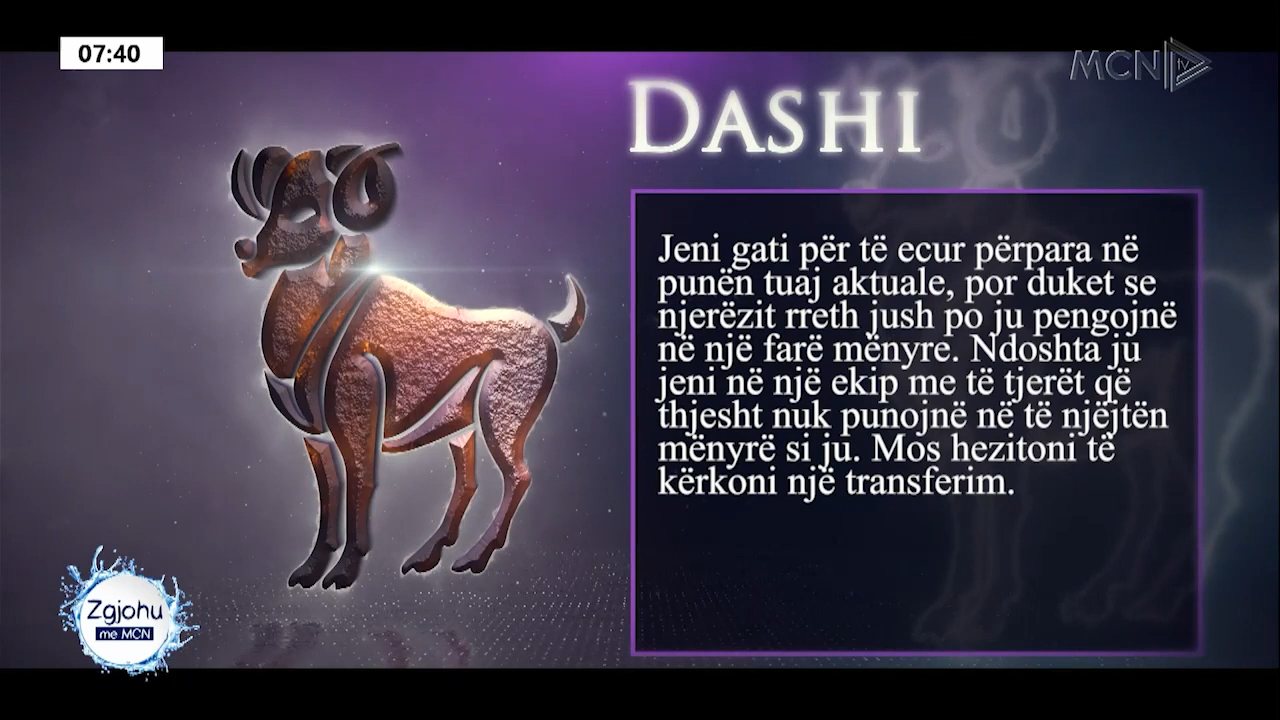 07:40
MCN tv
DASHI
Jeni gati për të ecur përpara në
punën tuaj aktuale, por duket se
njerëzit rreth jush po ju pengojnë
në një farë mënyre. Ndoshta ju
jeni në një ekip me të tjerët që
thjesht nuk punojnë në të njëjtën
mënyrë si ju. Mos hezitoni të
kërkoni një transferim.
Zgjohu
me MCN